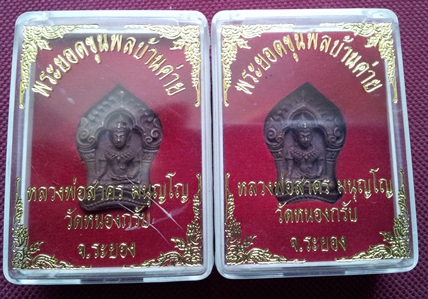 พระยอดขุนพลบ้านค่าย
หลวงพ่อสาคร มนุญโญ
วัดหนองกรับ
จ.ระยอง
พระยอดขุนพลบ้านค่าย
หลวงพ่อสาคร มนุญโญ
วัดหนองกรับ
จ.ระยอง